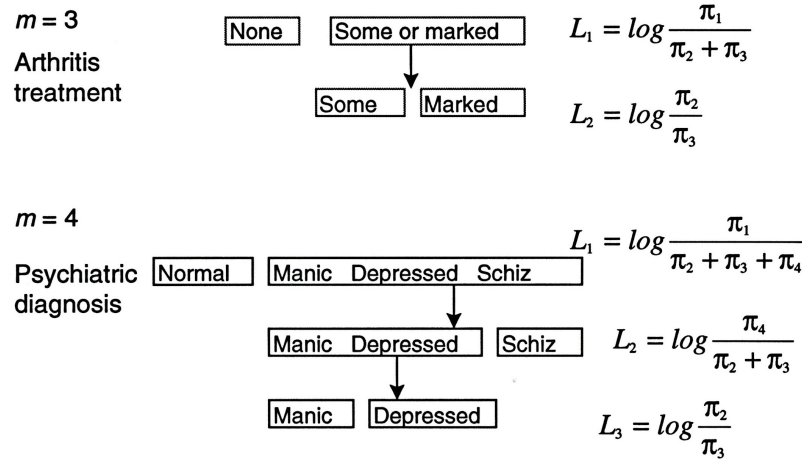 m = 3
None Some or marked
L₁ = log π₁ / (π₂ + π₃)
Arthritis
treatment
Some Marked
L₂ = log π₂ / π₃
m = 4
L₁ = log π₁ / (π₂ + π₃ + π₄)
Psychiatric
diagnosis
Normal Manic Depressed Schiz
Manic Depressed Schiz
L₂ = log π₄ / (π₂ + π₃)
Manic Depressed
L₃ = log π₂ / π₃